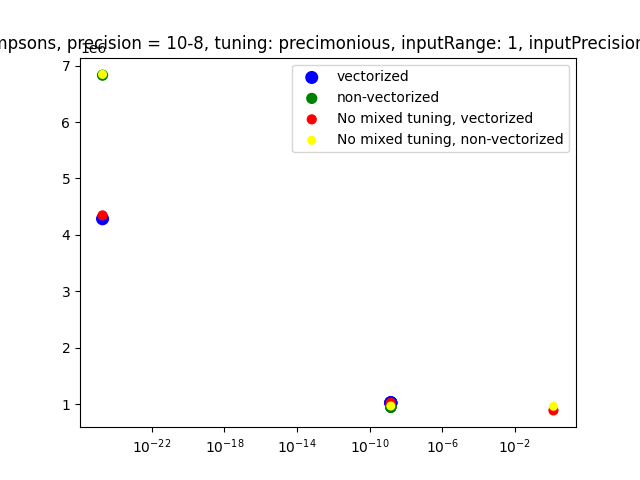 mpsons, precision = 10-8, tuning: precimonious, inputRange: 1, inputPrecision
1e6
7
6
5
4
3
2
1
vectorized
non-vectorized
No mixed tuning, vectorized
No mixed tuning, non-vectorized
10⁻²² 10⁻¹⁸ 10⁻¹⁴ 10⁻¹⁰ 10⁻⁶ 10⁻²